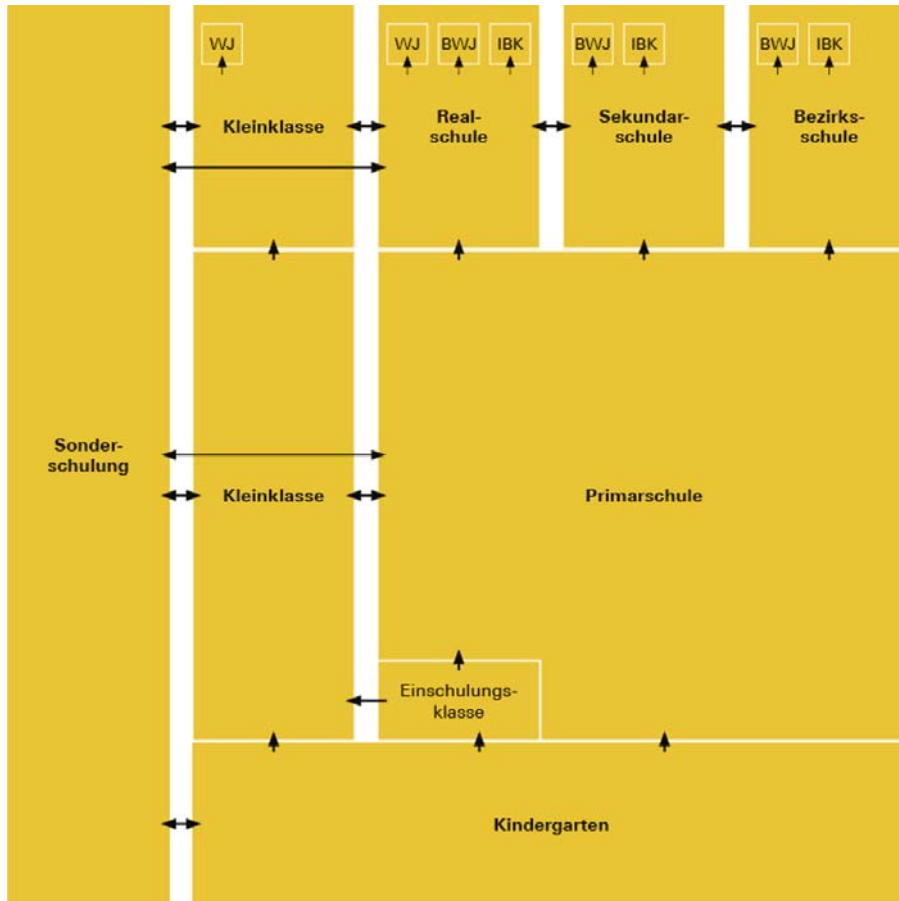 WJ
WJ BWJ IBK
BWJ IBK
BWJ IBK
Kleinklasse
Real-
schule
Sekundar-
schule
Bezirks-
schule
Sonder-
schulung
Kleinklasse
Primarschule
Einschulungs-
klasse
Kindergarten